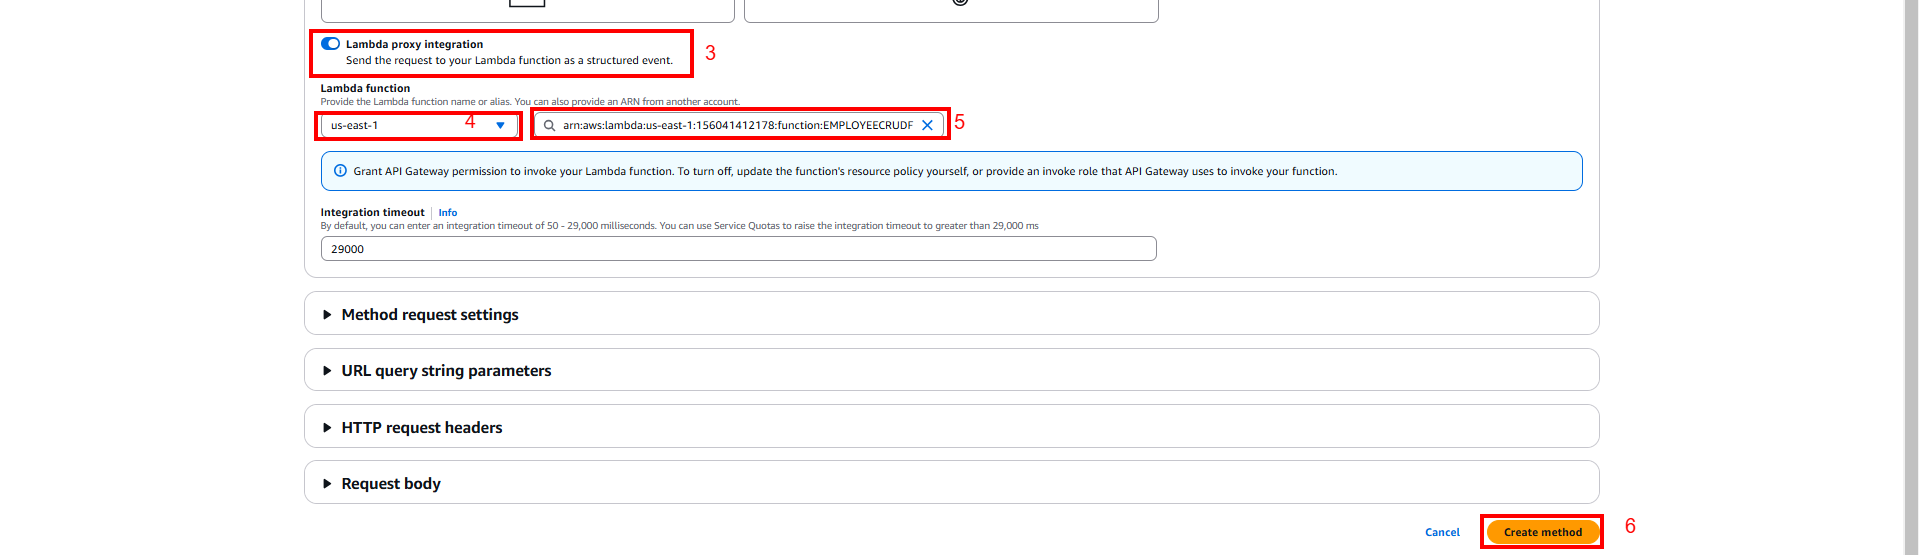 Lambda proxy integration
Send the request to your Lambda function as a structured event.
3
Lambda function
Provide the Lambda function name or alias. You can also provide an ARN from another account.
us-east-1
4
arn:aws:lambda:us-east-1:156041412178:function:EMPLOYEECRUDF
5
Grant API Gateway permission to invoke your Lambda function. To turn off, update the function's resource policy yourself, or provide an invoke role that API Gateway uses to invoke your function.
Integration timeout | Info
By default, you can enter an integration timeout of 50 - 29,000 milliseconds. You can use Service Quotas to raise the integration timeout to greater than 29,000 ms
29000
Method request settings
URL query string parameters
HTTP request headers
Request body
Cancel
Create method
6